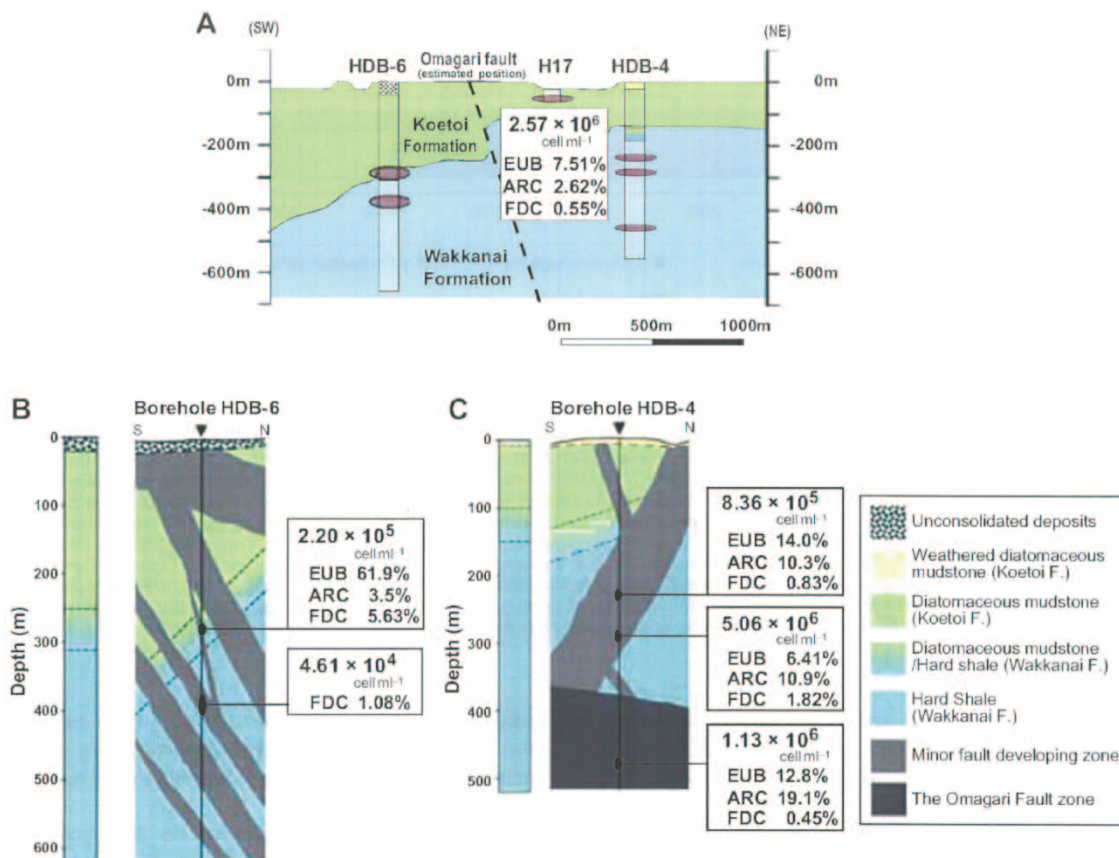 A
(SW)
(NE)
Omagari fault
(estimated position)
HDB-6
H17
HDB-4
0m
-200m
-400m
-600m
0m
-200m
-400m
-600m
Koetoi
Formation
Wakkanai
Formation
2.57 × 10⁶
cell ml⁻¹
EUB 7.51%
ARC 2.62%
FDC 0.55%
0m 500m 1000m
B
Borehole HDB-6
S N
Depth (m)
0
100
200
300
400
500
600
2.20 × 10⁵
cell ml⁻¹
EUB 61.9%
ARC 3.5%
FDC 5.63%
4.61 × 10⁴
cell ml⁻¹
FDC 1.08%
C
Borehole HDB-4
S N
Depth (m)
0
100
200
300
400
500
8.36 × 10⁵
cell ml⁻¹
EUB 14.0%
ARC 10.3%
FDC 0.83%
5.06 × 10⁶
cell ml⁻¹
EUB 6.41%
ARC 10.9%
FDC 1.82%
1.13 × 10⁶
cell ml⁻¹
EUB 12.8%
ARC 19.1%
FDC 0.45%
Unconsolidated deposits
Weathered diatomaceous
mudstone (Koetoi F.)
Diatomaceous mudstone
(Koetoi F.)
Diatomaceous mudstone
/Hard shale (Wakkanai F.)
Hard Shale
(Wakkanai F.)
Minor fault developing zone
The Omagari Fault zone